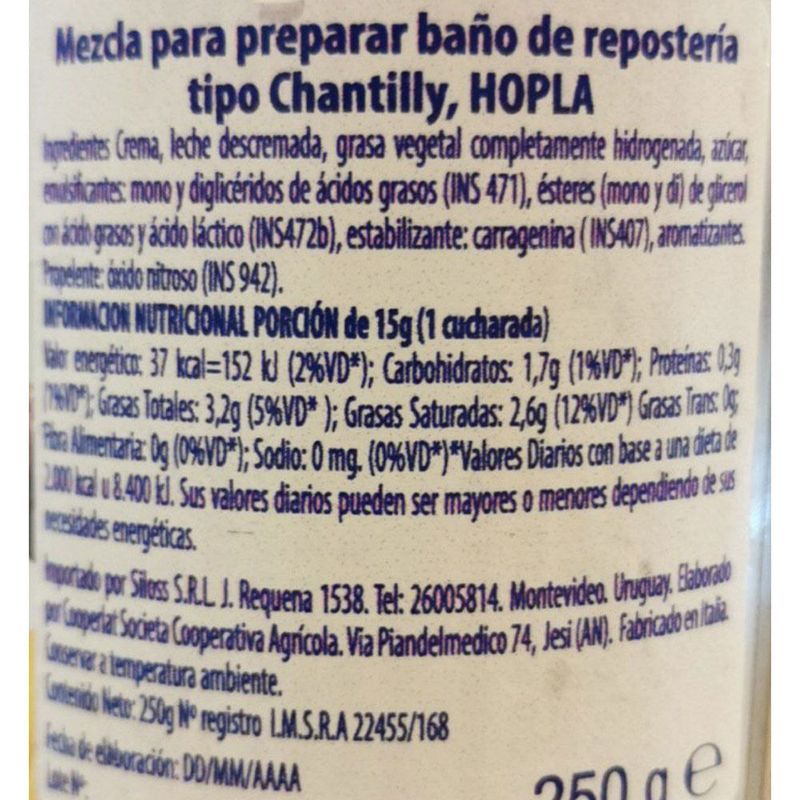 Mezcla para preparar baño de repostería
tipo Chantilly, HOPLA
Ingredientes Crema, leche descremada, grasa vegetal completamente hidrogenada, azúcar,
emulsificantes: mono y diglicéridos de ácidos grasos (INS 471), ésteres (mono y di) de glicerol
con ácido grasos y ácido láctico (INS472b), estabilizante: carragenina ( INS407), aromatizantes.
Propelente: óxido nitroso (INS 942).
INFORMACION NUTRICIONAL PORCIÓN de 15g (1 cucharada)
Valor energético: 37 kcal=152 kJ (2%VD*); Carbohidratos: 1,7g (1%VD*); Proteínas: 0,3g
(1%VD*); Grasas Totales: 3,2g (5%VD* ); Grasas Saturadas: 2,6g (12%VD*) Grasas Trans: 0g;
Fibra Alimentaria: 0g (0%VD*); Sodio: 0 mg. (0%VD*)*Valores Diarios con base a una dieta de
2.000 kcal u 8.400 kJ. Sus valores diarios pueden ser mayores o menores dependiendo de sus
necesidades energéticas.
Importado por Siloss S.R.L. J. Requena 1538. Tel: 26005814. Montevideo. Uruguay. Elaborado
por Cooperlat Societa Cooperativa Agrícola. Via Piandelmedico 74, Jesi (AN). Fabricado en Italia.
Conservar a temperatura ambiente.
Contenido Neto: 250g Nº registro I.M.S.R.A 22455/168
Fecha de elaboración: DD/MM/AAAA
Lote Nº
250 g e